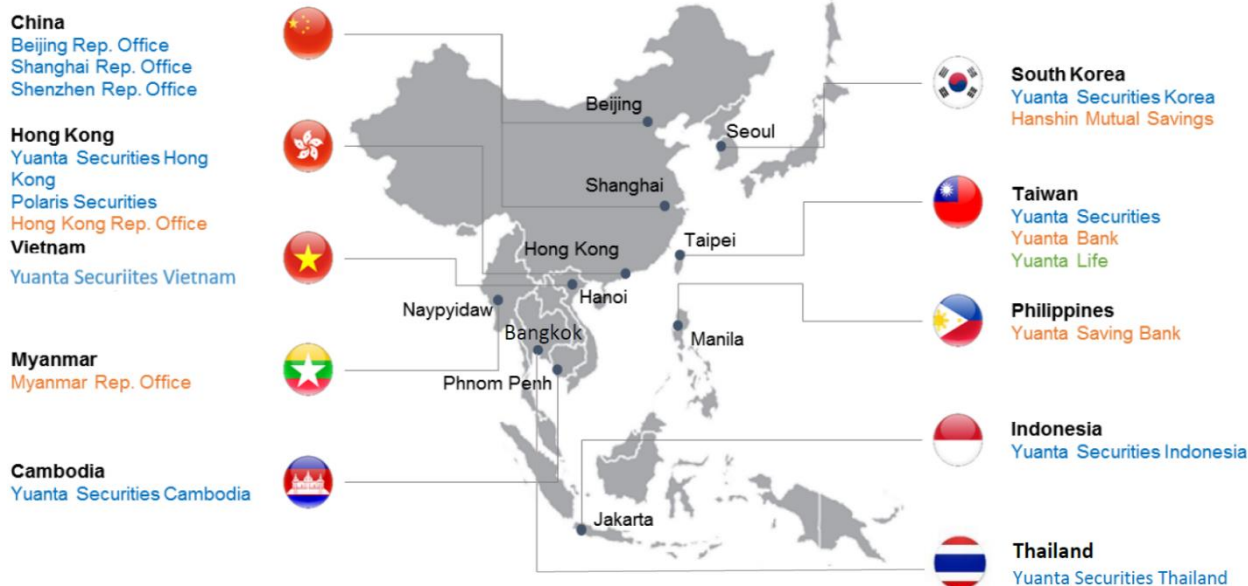 China
Beijing Rep. Office
Shanghai Rep. Office
Shenzhen Rep. Office
Hong Kong
Yuanta Securities Hong
Kong
Polaris Securities
Hong Kong Rep. Office
Vietnam
Yuanta Securiites Vietnam
Myanmar
Myanmar Rep. Office
Cambodia
Yuanta Securities Cambodia
Beijing
Seoul
Shanghai
Taipei
Hong Kong
Hanoi
Naypyidaw
Bangkok
Manila
Phnom Penh
Jakarta
South Korea
Yuanta Securities Korea
Hanshin Mutual Savings
Taiwan
Yuanta Securities
Yuanta Bank
Yuanta Life
Philippines
Yuanta Saving Bank
Indonesia
Yuanta Securities Indonesia
Thailand
Yuanta Securities Thailand